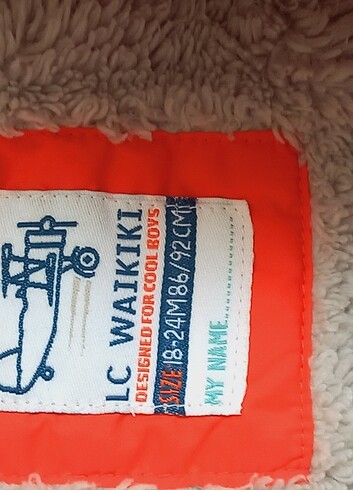 LC WAIKIKI
DESIGNED FOR COOL BOYS
SIZE 18-24M 86/92CM
MY NAME